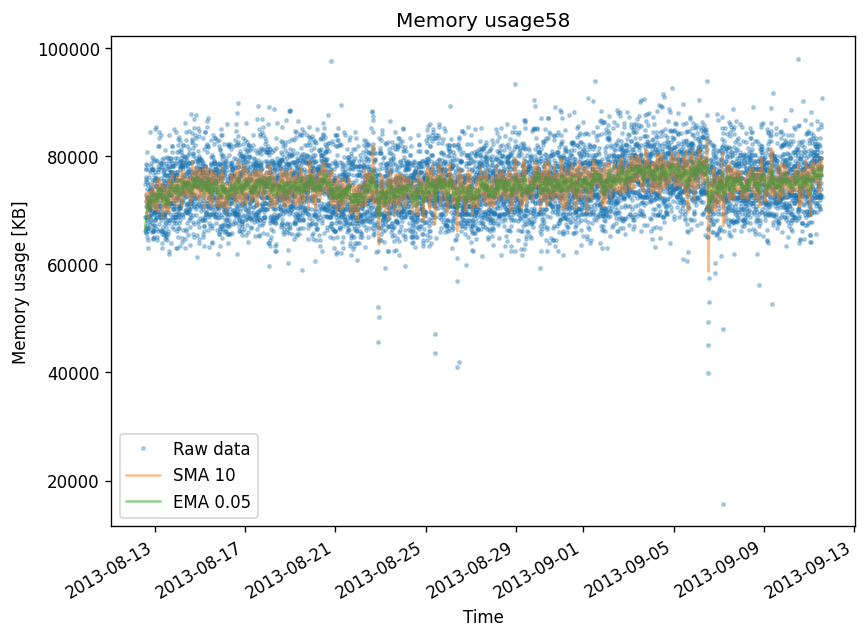 Memory usage58
100000
80000
60000
40000
20000
Memory usage [KB]
Raw data
SMA 10
EMA 0.05
2013-08-13
2013-08-17
2013-08-21
2013-08-25
2013-08-29
2013-09-01
2013-09-05
2013-09-09
2013-09-13
Time